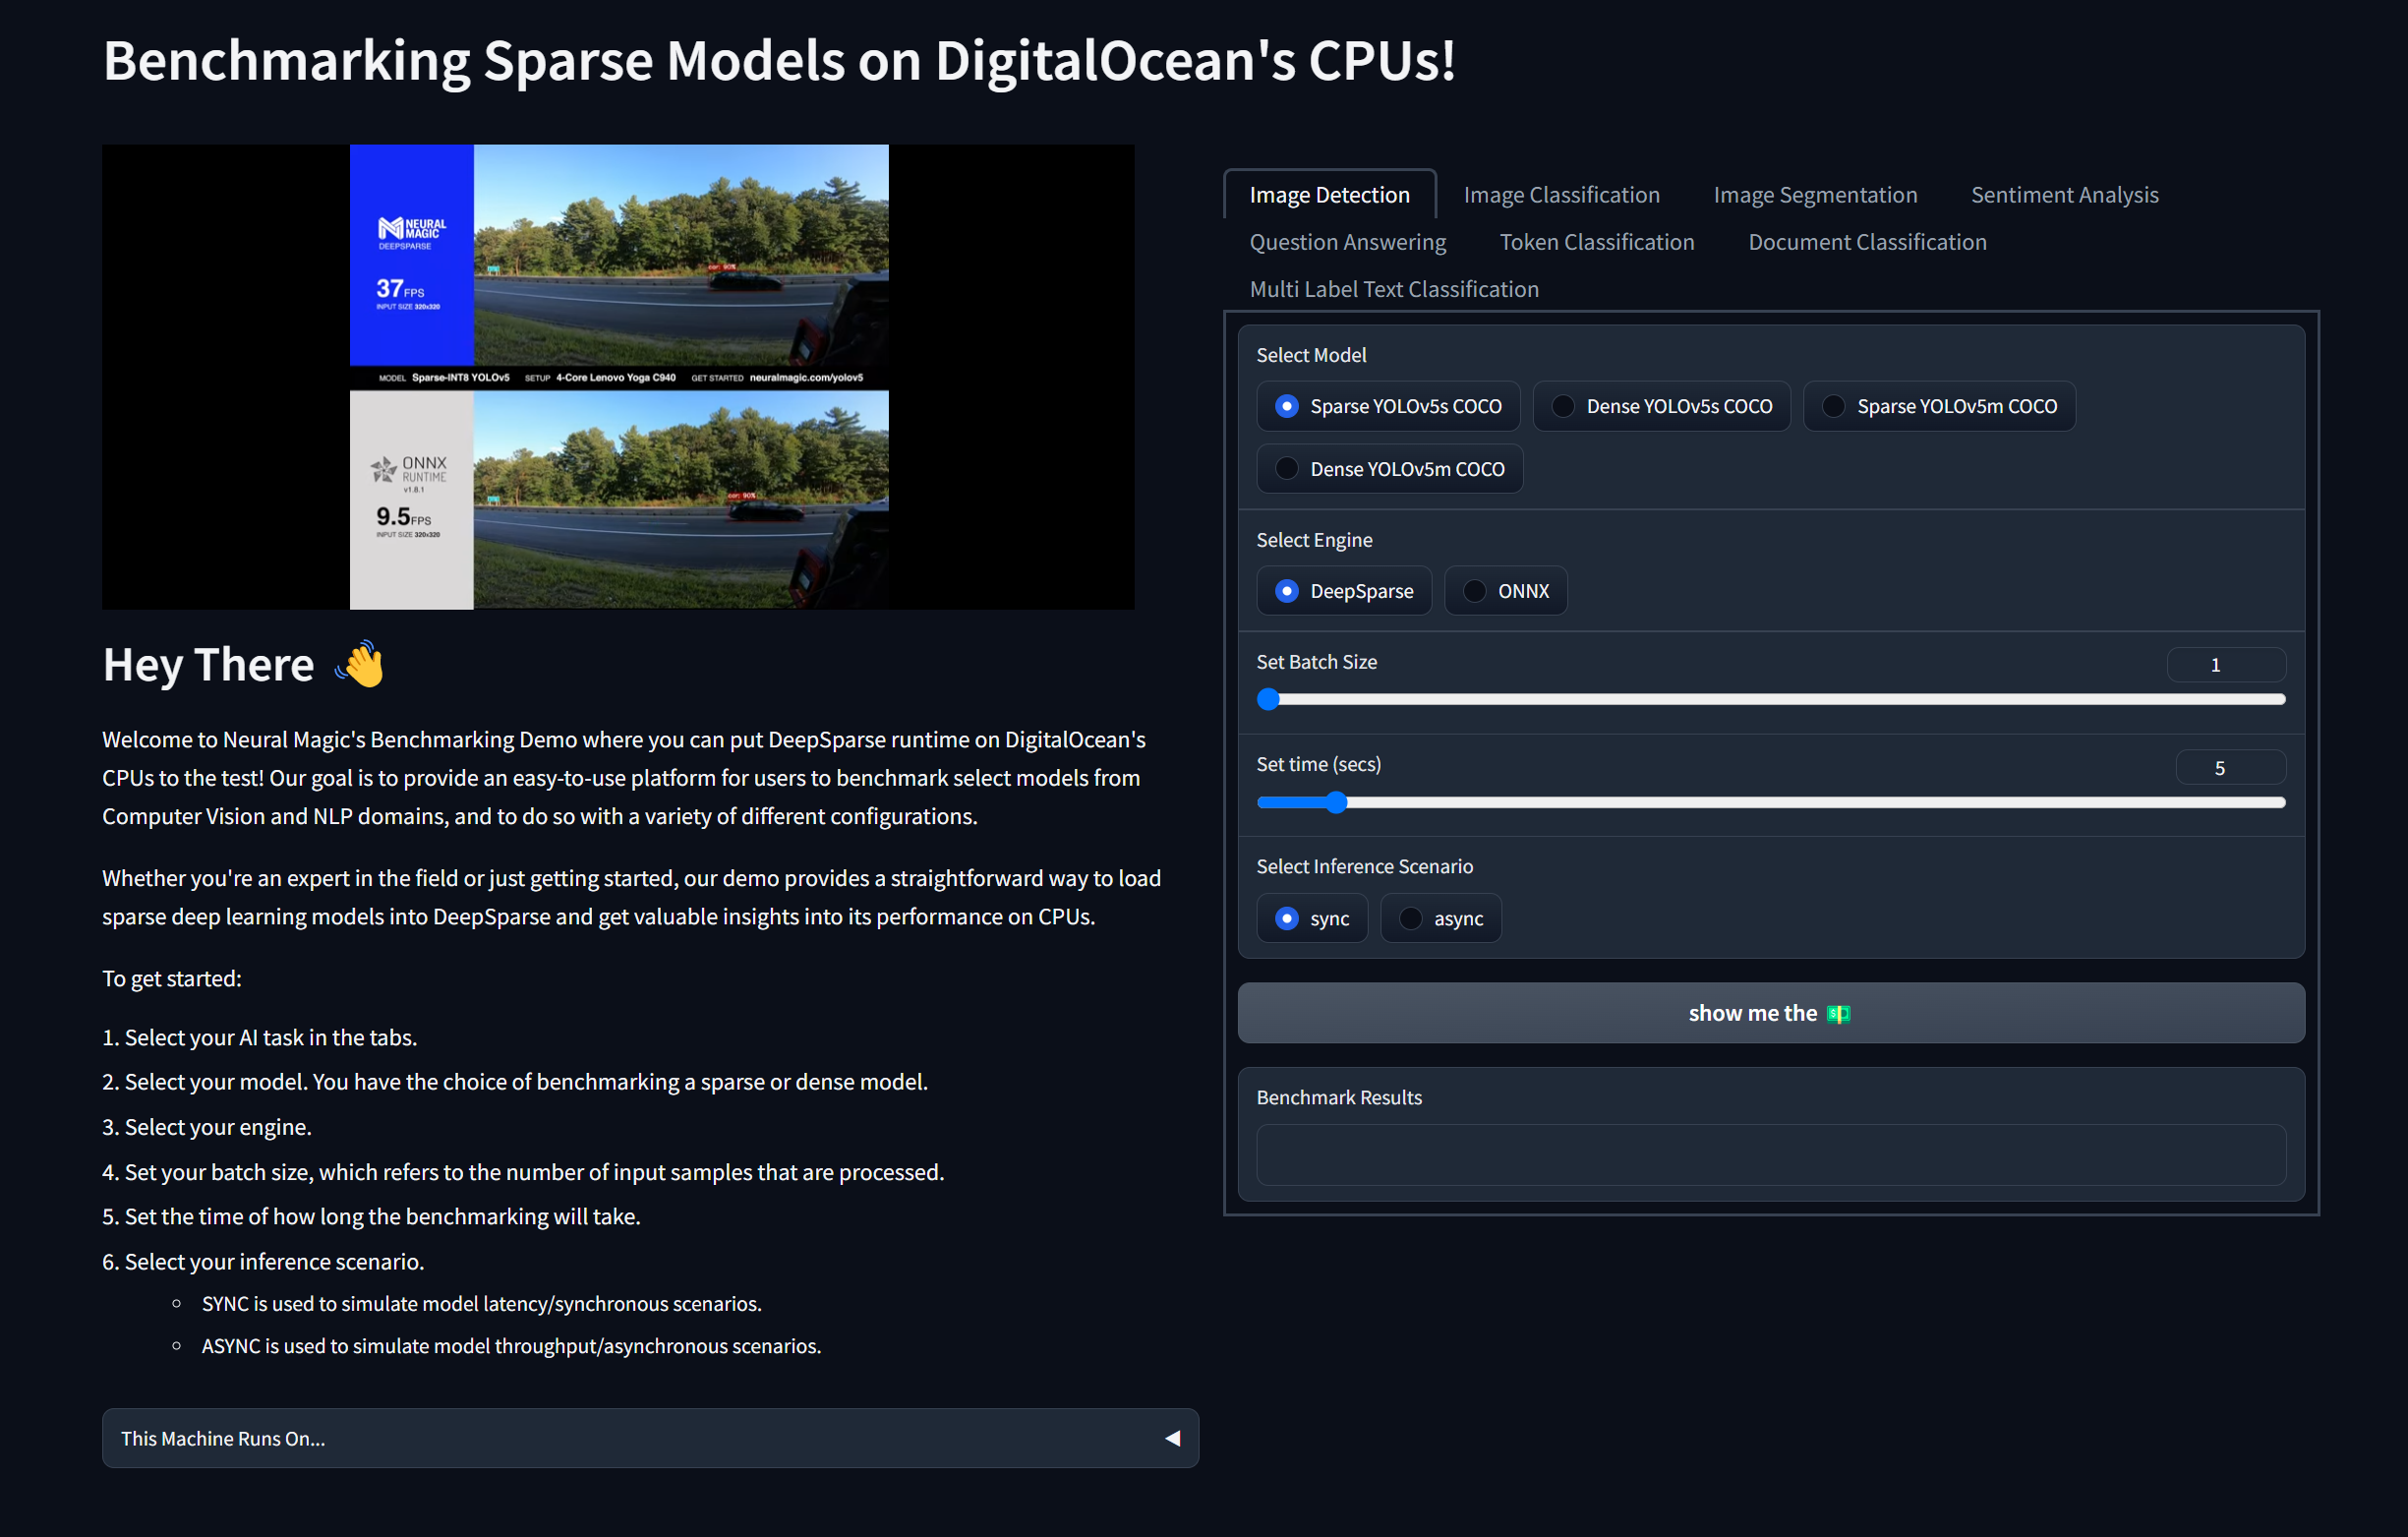 Benchmarking Sparse Models on DigitalOcean's CPUs!
NEURAL
MAGIC
DEEPSPARSE
37 FPS
INPUT SIZE 320x320
car: 90%
MODEL Sparse-INT8 YOLOv5 SETUP 4-Core Lenovo Yoga C940 GET STARTED neuralmagic.com/yolov5
ONNX
RUNTIME
v1.8.1
9.5 FPS
INPUT SIZE 320x320
car: 90%
Hey There 👋
Welcome to Neural Magic's Benchmarking Demo where you can put DeepSparse runtime on DigitalOcean's
CPUs to the test! Our goal is to provide an easy-to-use platform for users to benchmark select models from
Computer Vision and NLP domains, and to do so with a variety of different configurations.
Whether you're an expert in the field or just getting started, our demo provides a straightforward way to load
sparse deep learning models into DeepSparse and get valuable insights into its performance on CPUs.
To get started:
1. Select your AI task in the tabs.
2. Select your model. You have the choice of benchmarking a sparse or dense model.
3. Select your engine.
4. Set your batch size, which refers to the number of input samples that are processed.
5. Set the time of how long the benchmarking will take.
6. Select your inference scenario.
SYNC is used to simulate model latency/synchronous scenarios.
ASYNC is used to simulate model throughput/asynchronous scenarios.
This Machine Runs On...
Image Detection Image Classification Image Segmentation Sentiment Analysis
Question Answering Token Classification Document Classification
Multi Label Text Classification
Select Model
Sparse YOLOv5s COCO Dense YOLOv5s COCO Sparse YOLOv5m COCO
Dense YOLOv5m COCO
Select Engine
DeepSparse ONNX
Set Batch Size 1
Set time (secs) 5
Select Inference Scenario
sync async
show me the 💵
Benchmark Results